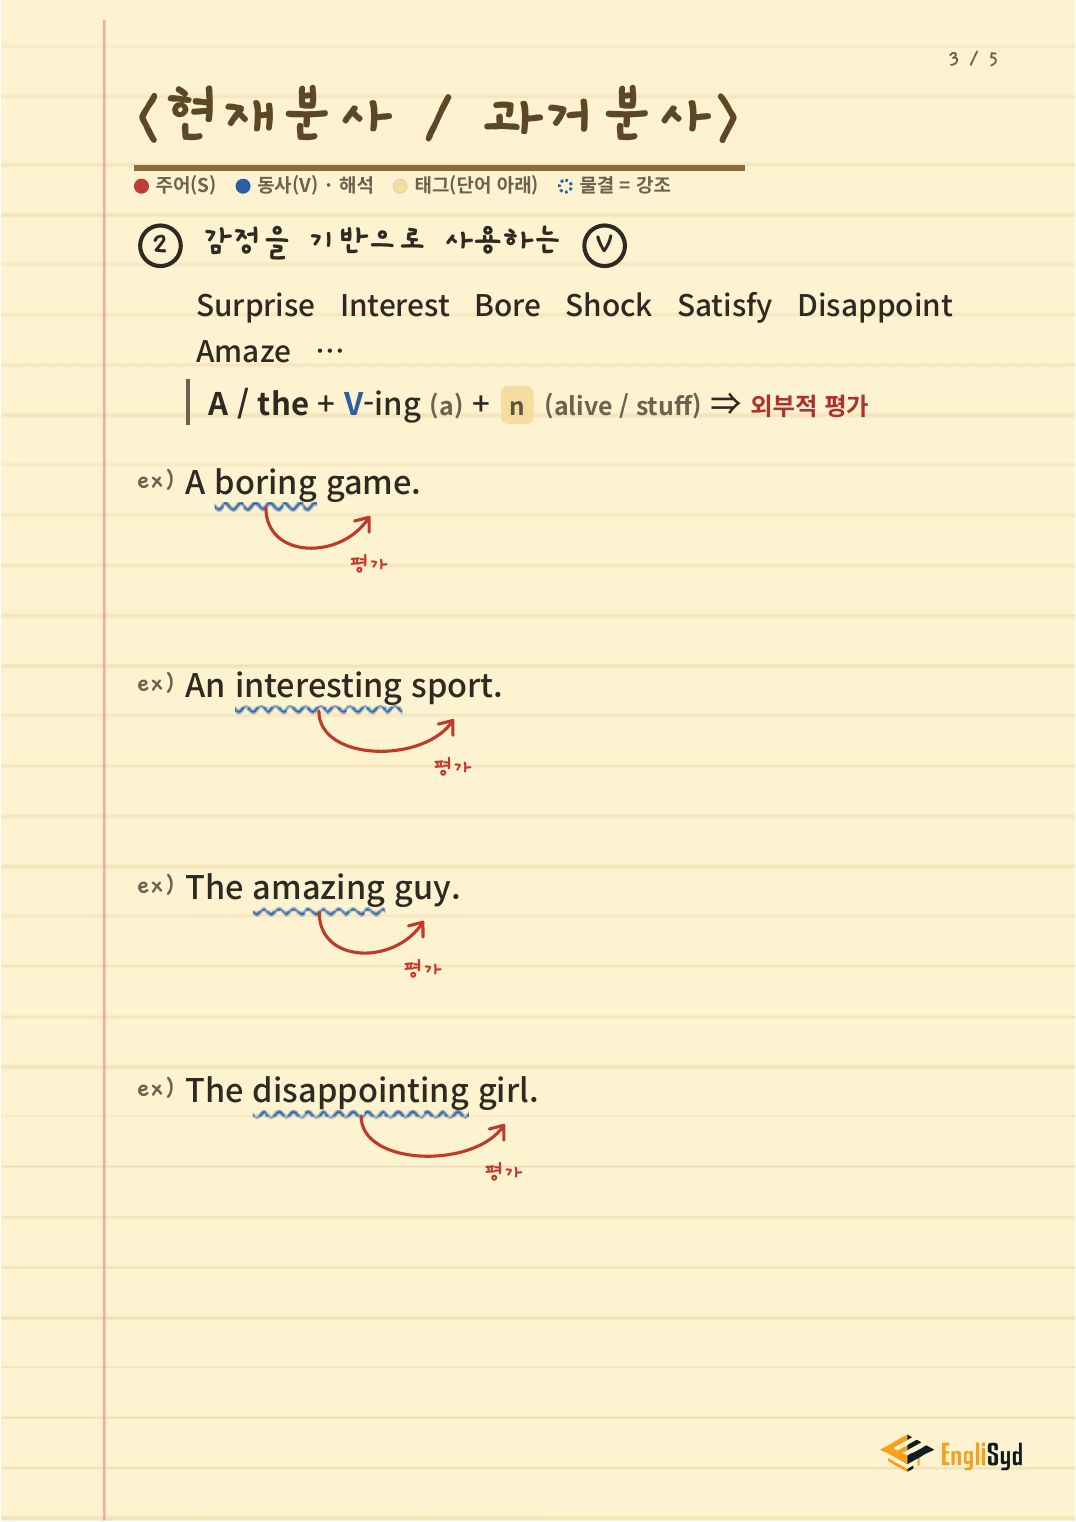 3 / 5
<현재분사 / 과거분사>
주어(S) 동사(V) · 해석 태그(단어 아래) 물결 = 강조
② 감정을 기반으로 사용하는 Ⓥ
Surprise Interest Bore Shock Satisfy Disappoint
Amaze …
A / the + V-ing (a) + n (alive / stuff) ⇒ 외부적 평가
ex) A boring game.
평가
ex) An interesting sport.
평가
ex) The amazing guy.
평가
ex) The disappointing girl.
평가
EngliSyd